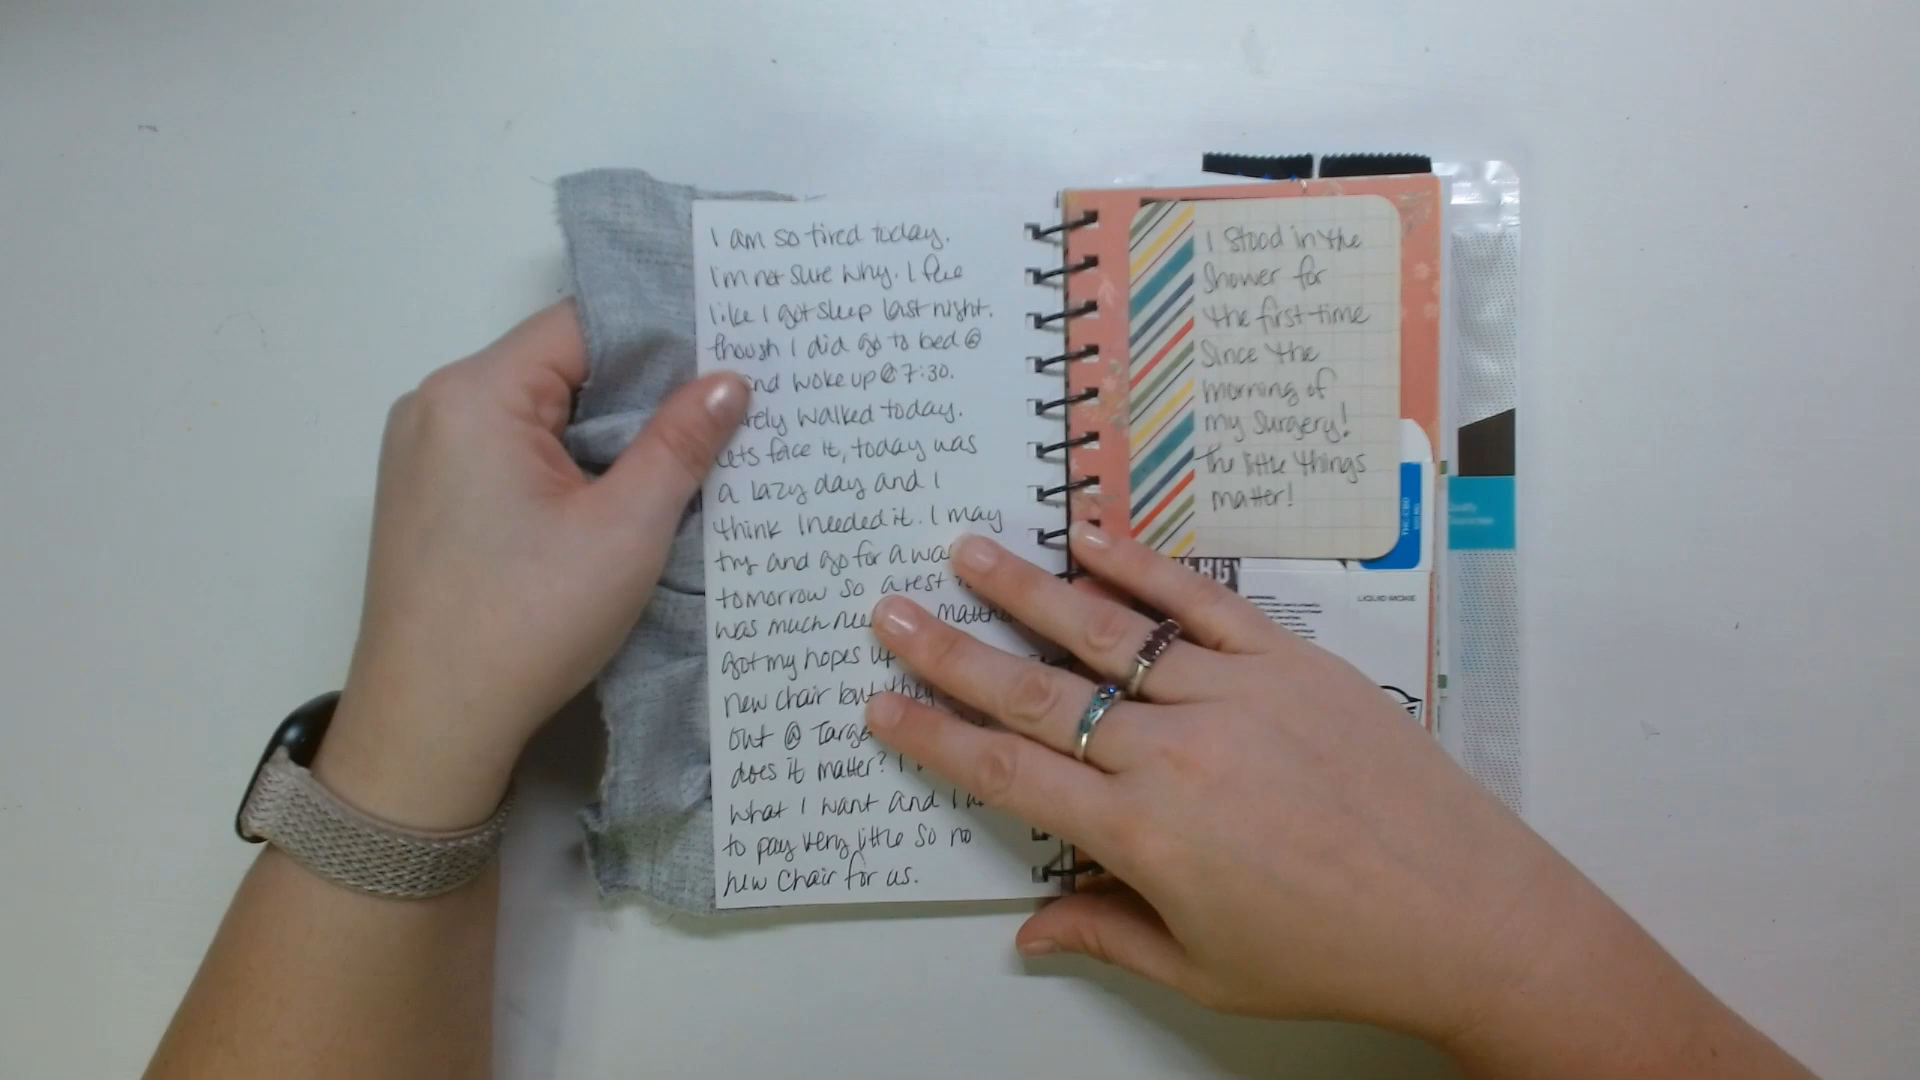 I am so tired today.
I'm not sure why. I feel
like I got sleep last night.
though I did go to bed @
and woke up @ 7:30.
walked today.
lets face it, today was
a lazy day and I
think I needed it. I may
try and go for a
tomorrow so a rest
was much
got my hopes up
new chair but they
out @
does it matter? I
what I want and I
to pay very little so no
new chair for us.
I stood in the
shower for
the first time
since the
morning of
my surgery!
The little things
matter!
LIQUID MOXIE